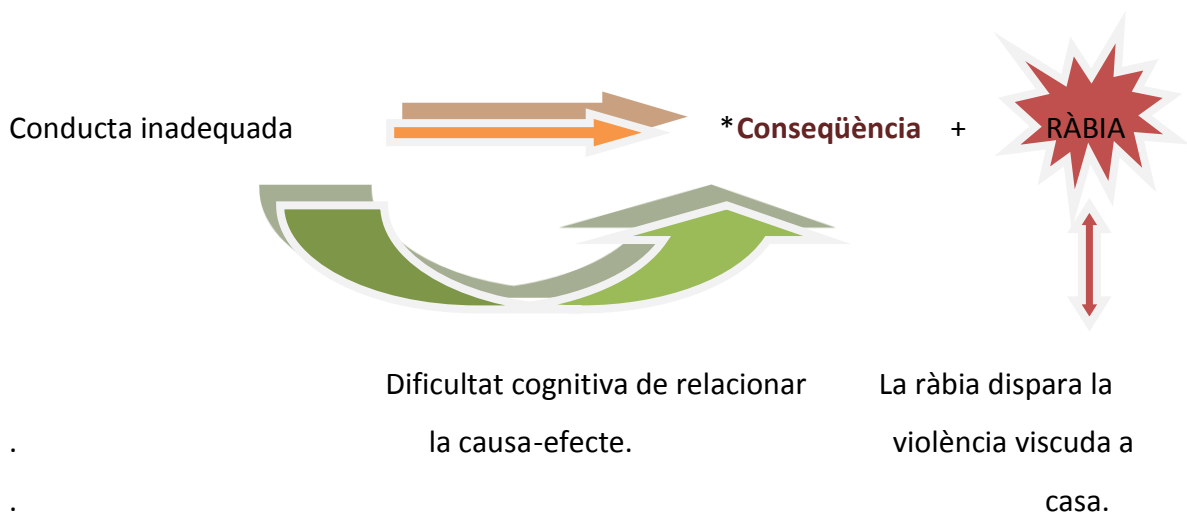 Conducta inadequada *Conseqüència + RÀBIA
Dificultat cognitiva de relacionar La ràbia dispara la
. la causa-efecte. violència viscuda a
. casa.